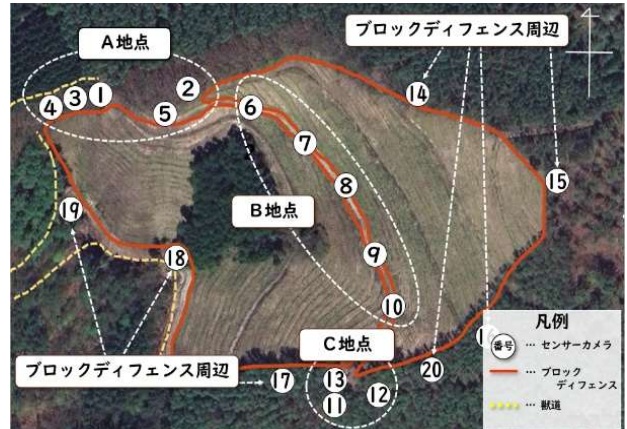 A地点
ブロックディフェンス周辺
②
①
③
④
⑤
⑥
⑭
⑦
⑧
⑮
B地点
⑲
⑨
⑱
⑩
凡例
番号 … センサーカメラ
… ブロック
ディフェンス
… 獣道
C地点
ブロックディフェンス周辺
⑳
⑰
⑬
⑫
⑪